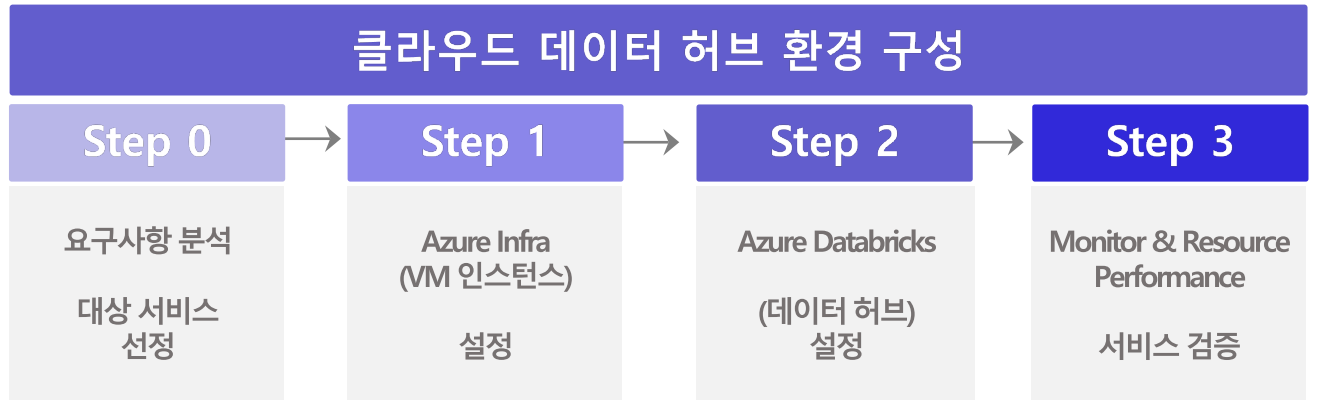 클라우드 데이터 허브 환경 구성
Step 0
Step 1
Step 2
Step 3
요구사항 분석
대상 서비스
선정
Azure Infra
(VM 인스턴스)
설정
Azure Databricks
(데이터 허브)
설정
Monitor & Resource
Performance
서비스 검증